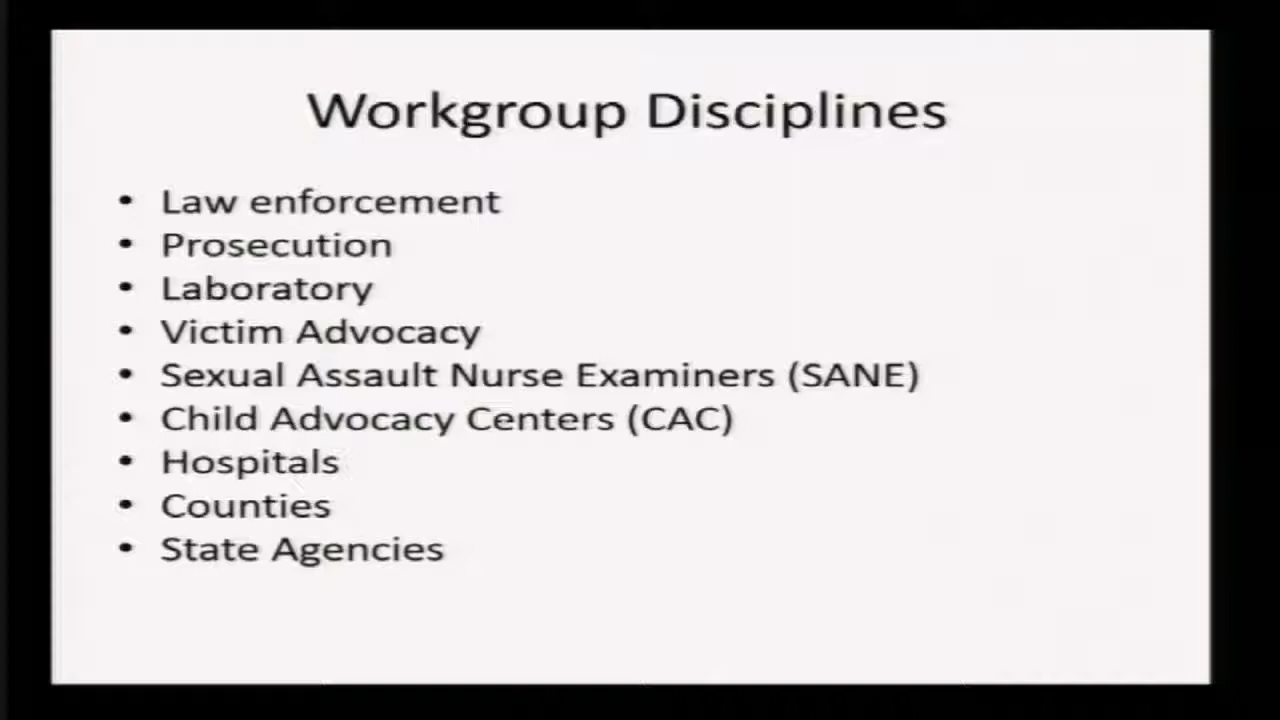 Workgroup Disciplines
• Law enforcement
• Prosecution
• Laboratory
• Victim Advocacy
• Sexual Assault Nurse Examiners (SANE)
• Child Advocacy Centers (CAC)
• Hospitals
• Counties
• State Agencies